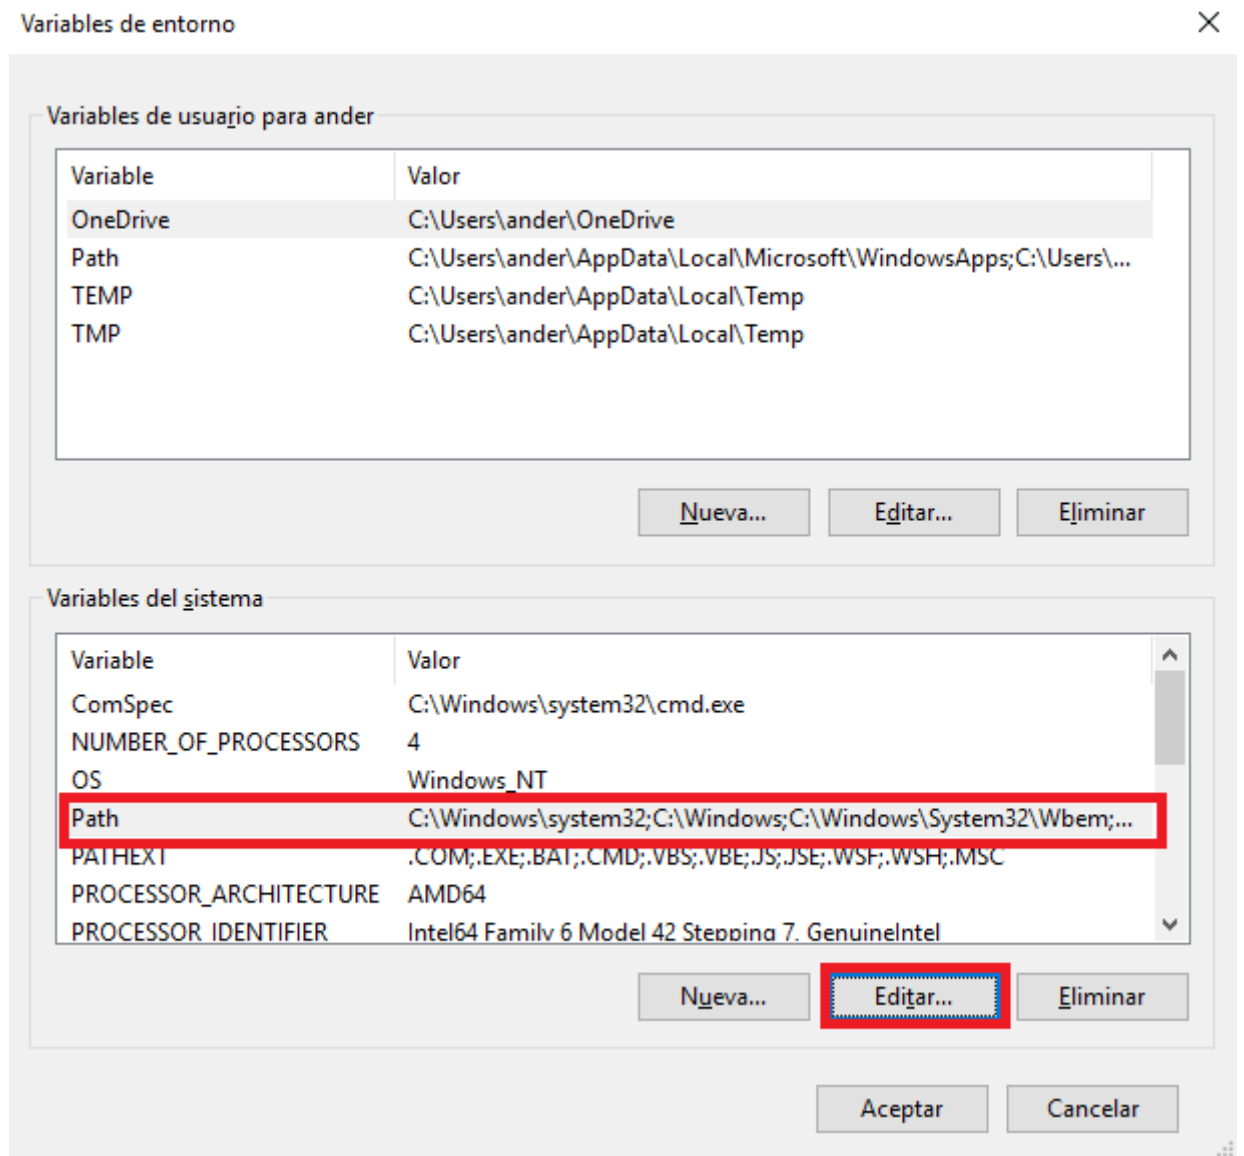 Variables de entorno
Variables de usuario para ander
Variable Valor
OneDrive C:\Users\ander\OneDrive
Path C:\Users\ander\AppData\Local\Microsoft\WindowsApps;C:\Users\...
TEMP C:\Users\ander\AppData\Local\Temp
TMP C:\Users\ander\AppData\Local\Temp
Nueva... Editar... Eliminar
Variables del sistema
Variable Valor
ComSpec C:\Windows\system32\cmd.exe
NUMBER_OF_PROCESSORS 4
OS Windows_NT
Path C:\Windows\system32;C:\Windows;C:\Windows\System32\Wbem;...
PATHEXT .COM;.EXE;.BAT;.CMD;.VBS;.VBE;.JS;.JSE;.WSF;.WSH;.MSC
PROCESSOR_ARCHITECTURE AMD64
PROCESSOR_IDENTIFIER Intel64 Family 6 Model 42 Stepping 7, GenuineIntel
Nueva... Editar... Eliminar
Aceptar Cancelar